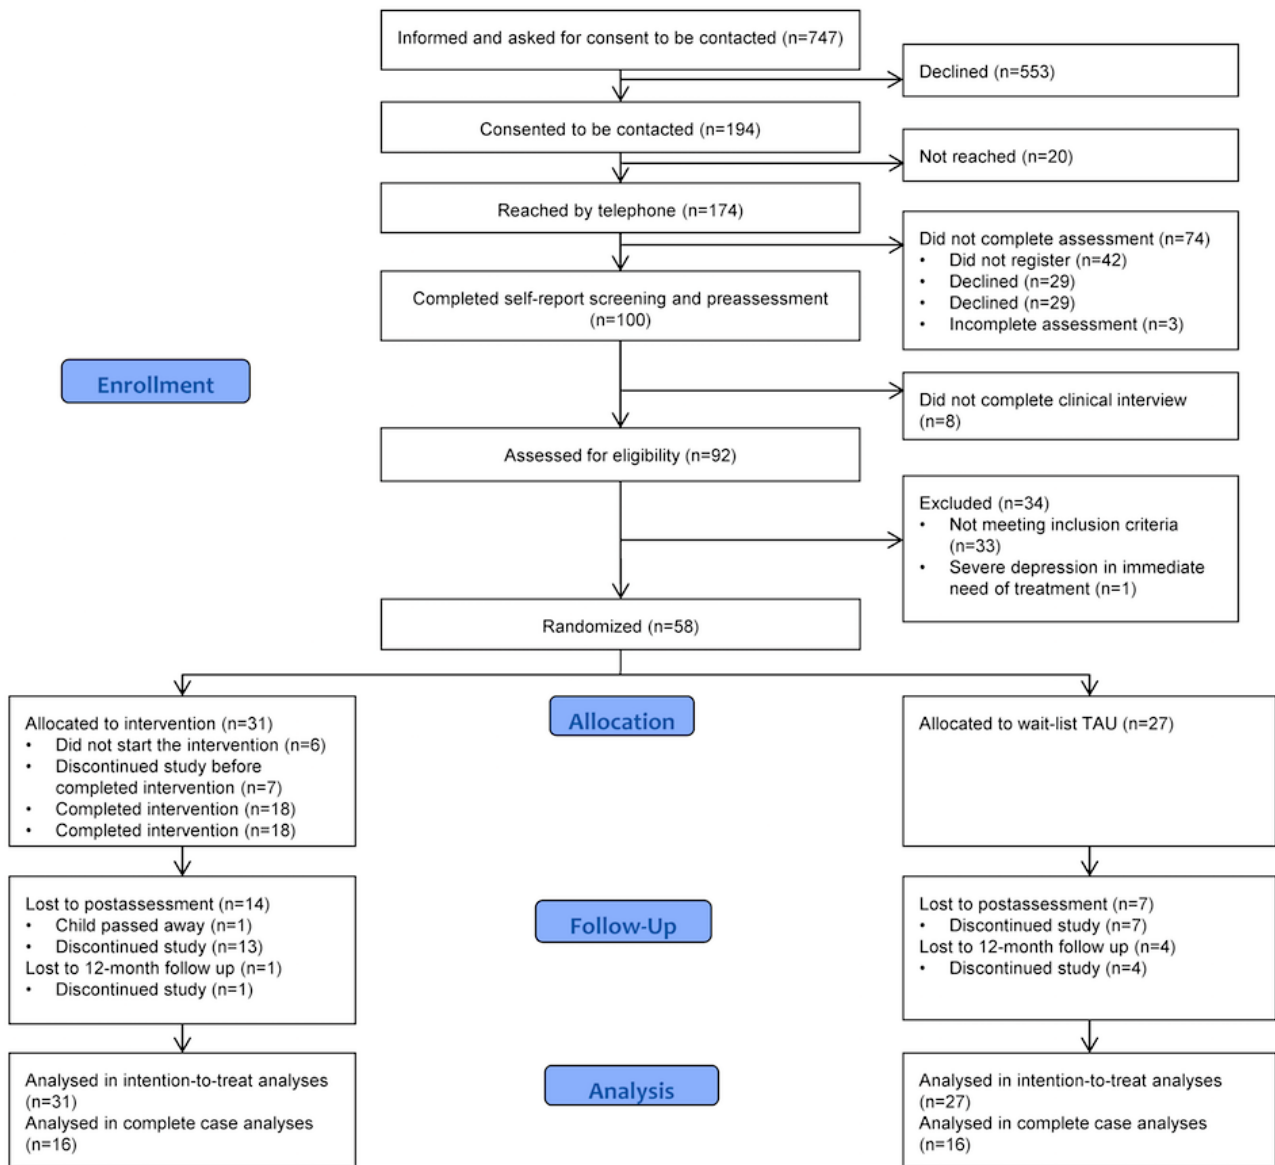 Informed and asked for consent to be contacted (n=747)
Declined (n=553)
Consented to be contacted (n=194)
Not reached (n=20)
Reached by telephone (n=174)
Did not complete assessment (n=74)
• Did not register (n=42)
• Declined (n=29)
• Declined (n=29)
• Incomplete assessment (n=3)
Completed self-report screening and preassessment
(n=100)
Enrollment
Did not complete clinical interview
(n=8)
Assessed for eligibility (n=92)
Excluded (n=34)
• Not meeting inclusion criteria
(n=33)
• Severe depression in immediate
need of treatment (n=1)
Randomized (n=58)
Allocation
Allocated to intervention (n=31)
• Did not start the intervention (n=6)
• Discontinued study before
completed intervention (n=7)
• Completed intervention (n=18)
• Completed intervention (n=18)
Allocated to wait-list TAU (n=27)
Follow-Up
Lost to postassessment (n=14)
• Child passed away (n=1)
• Discontinued study (n=13)
Lost to 12-month follow up (n=1)
• Discontinued study (n=1)
Lost to postassessment (n=7)
• Discontinued study (n=7)
Lost to 12-month follow up (n=4)
• Discontinued study (n=4)
Analysis
Analysed in intention-to-treat analyses
(n=31)
Analysed in complete case analyses
(n=16)
Analysed in intention-to-treat analyses
(n=27)
Analysed in complete case analyses
(n=16)